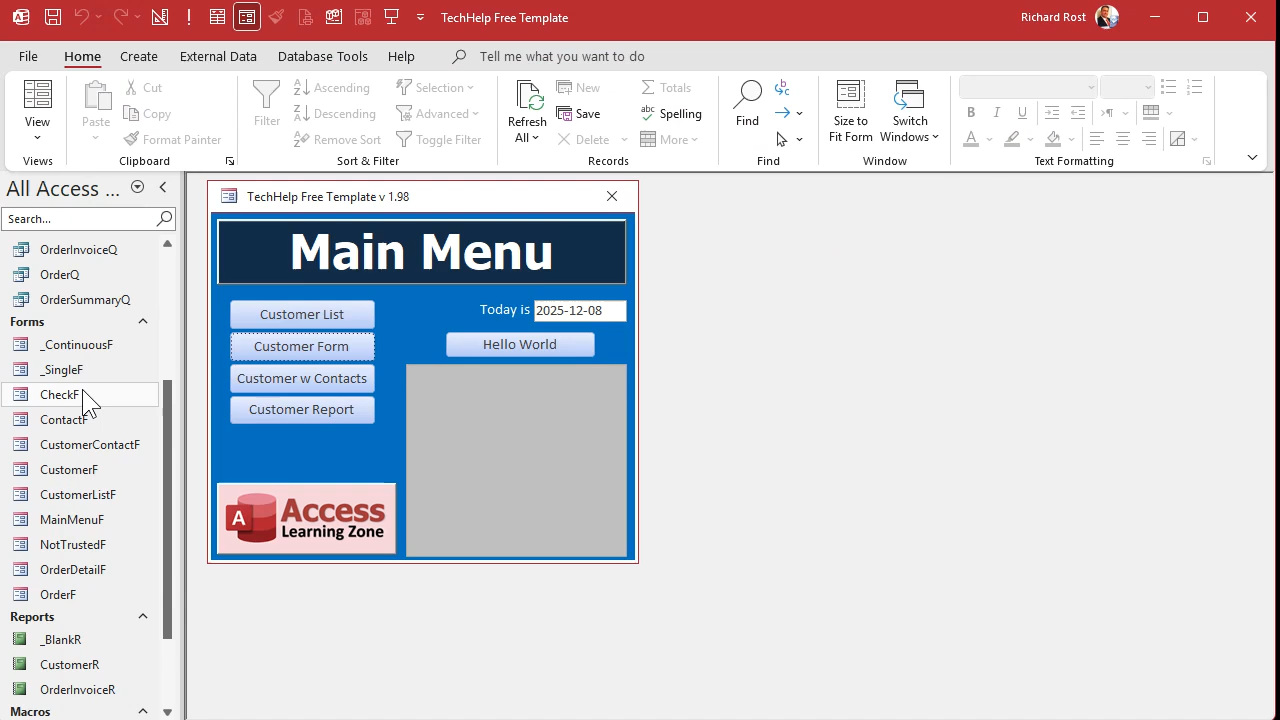 TechHelp Free Template
Richard Rost
File Home Create External Data Database Tools Help Tell me what you want to do
View
Views
Paste
Cut
Copy
Format Painter
Clipboard
Filter
Ascending
Descending
Remove Sort
Selection
Advanced
Toggle Filter
Sort & Filter
Refresh
All
New
Save
Delete
Totals
Spelling
More
Records
Find
Find
Size to
Fit Form
Switch
Windows
Window
B I U
A
Text Formatting
All Access ...
Search...
OrderInvoiceQ
OrderQ
OrderSummaryQ
Forms
_ContinuousF
_SingleF
CheckF
ContactF
CustomerContactF
CustomerF
CustomerListF
MainMenuF
NotTrustedF
OrderDetailF
OrderF
Reports
_BlankR
CustomerR
OrderInvoiceR
Macros
TechHelp Free Template v 1.98
Main Menu
Customer List
Customer Form
Customer w Contacts
Customer Report
Today is 2025-12-08
Hello World
A Access
Learning Zone